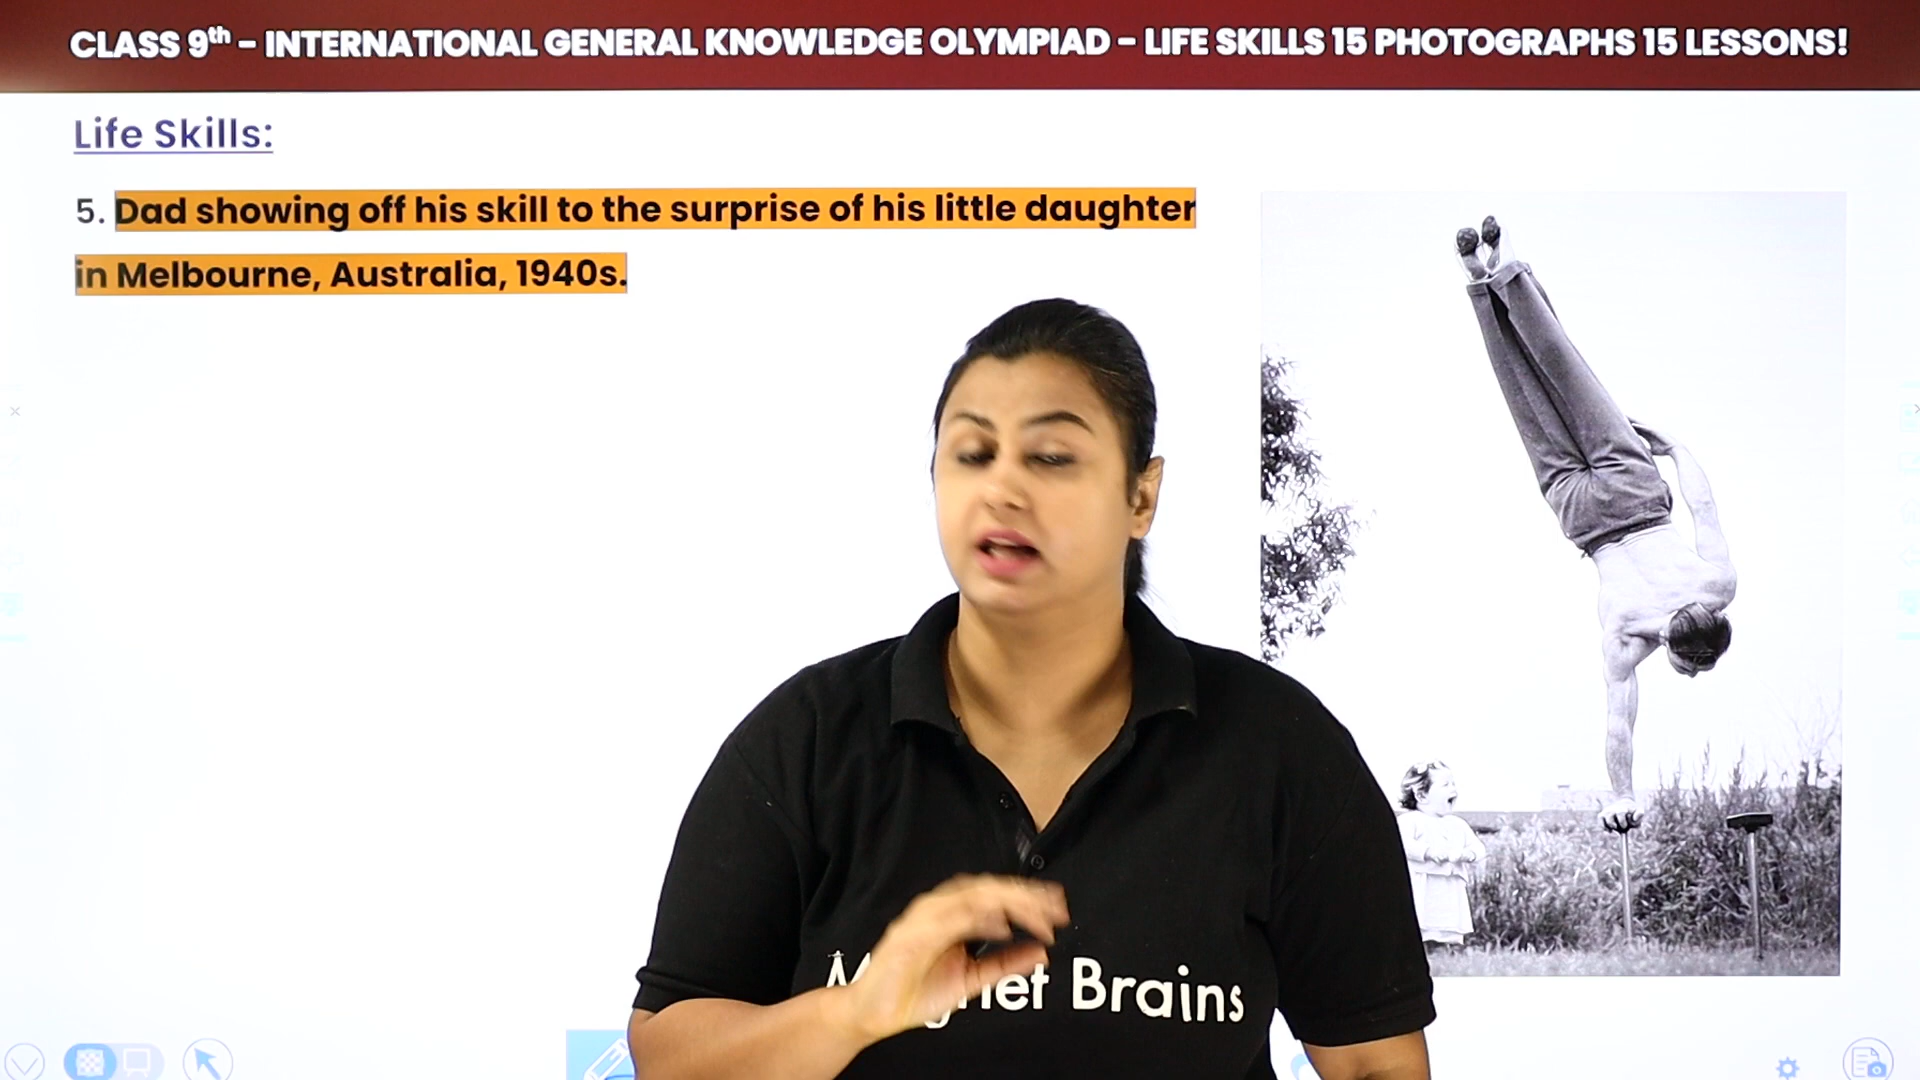 CLASS 9th - INTERNATIONAL GENERAL KNOWLEDGE OLYMPIAD - LIFE SKILLS 15 PHOTOGRAPHS 15 LESSONS!
Life Skills:
5. Dad showing off his skill to the surprise of his little daughter
in Melbourne, Australia, 1940s.
Brains